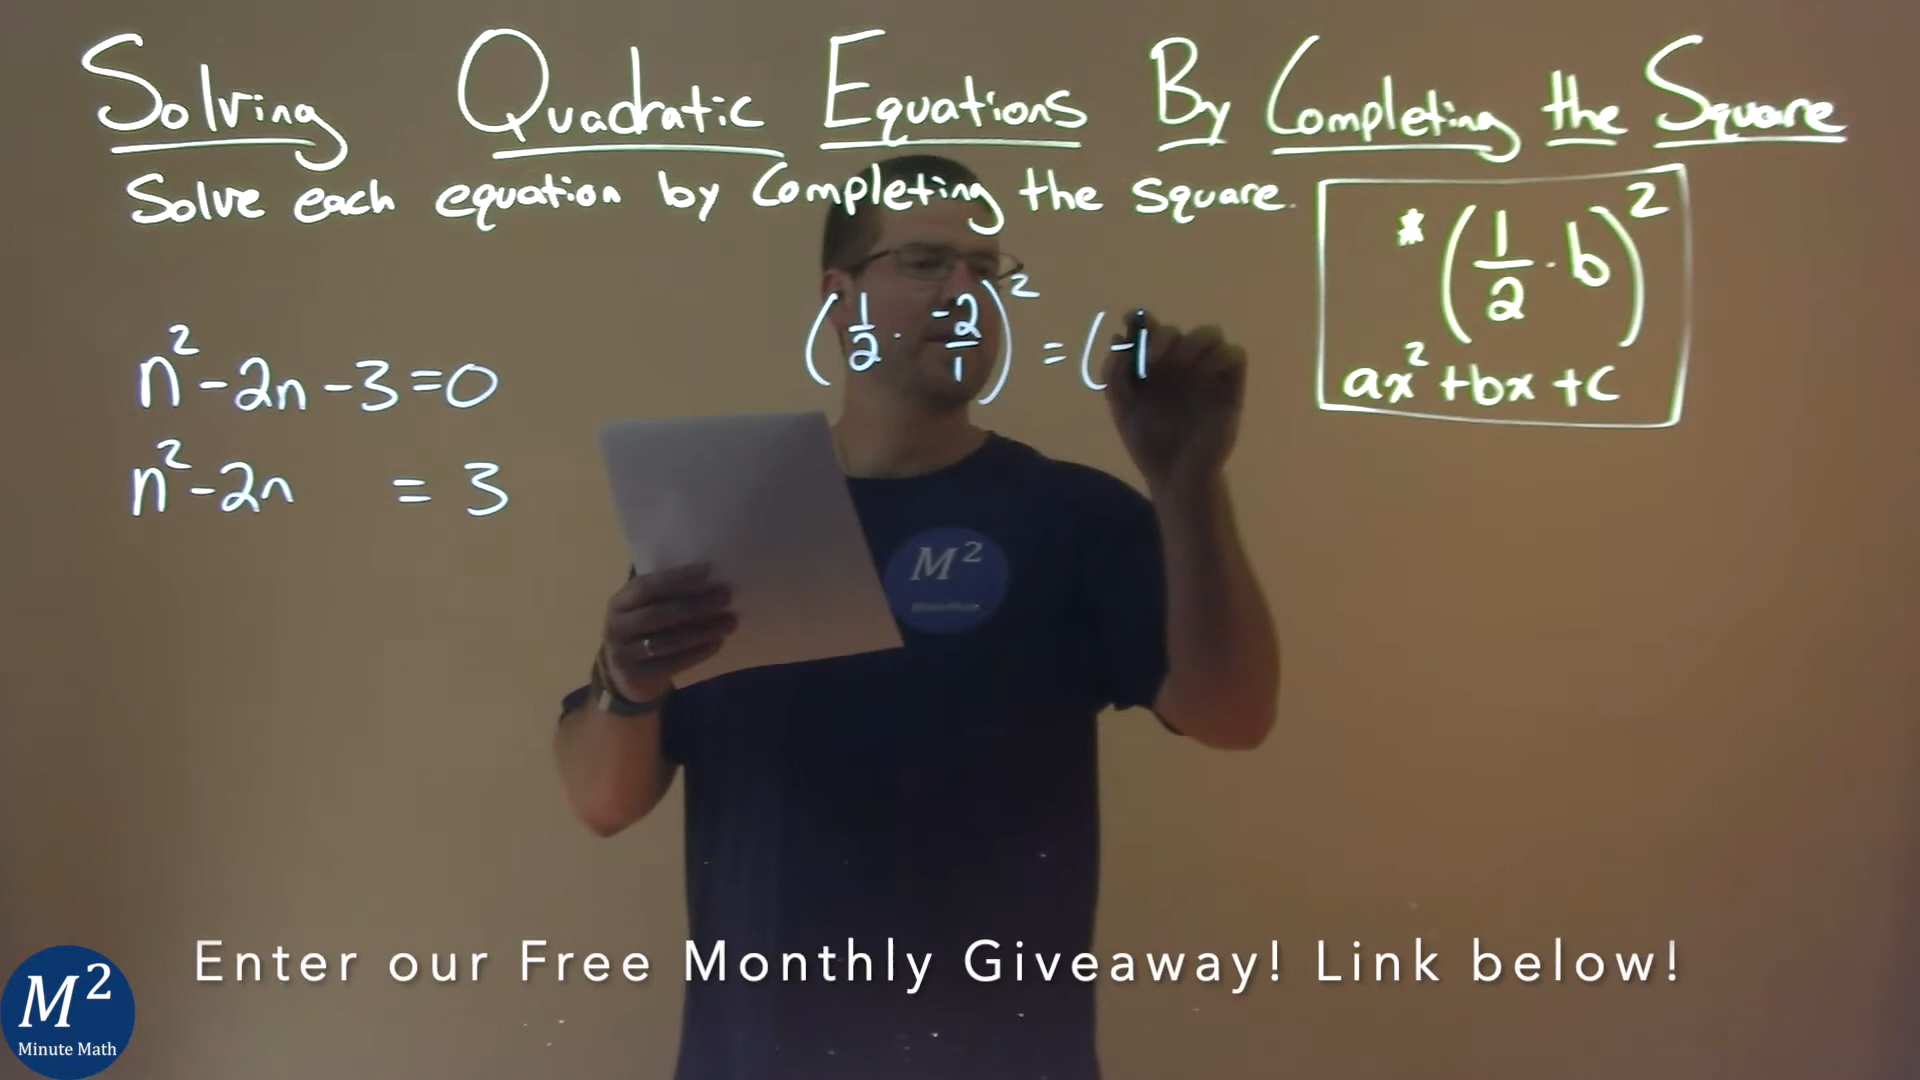 Solving Quadratic Equations By Completing the Square
Solve each equation by Completing the square.
* (1/2 · b)²
ax² + bx + c
(1/2 · -2/1)² = (-1
n² - 2n - 3 = 0
n² - 2n = 3
M²
Enter our Free Monthly Giveaway! Link below!
M²
Minute Math